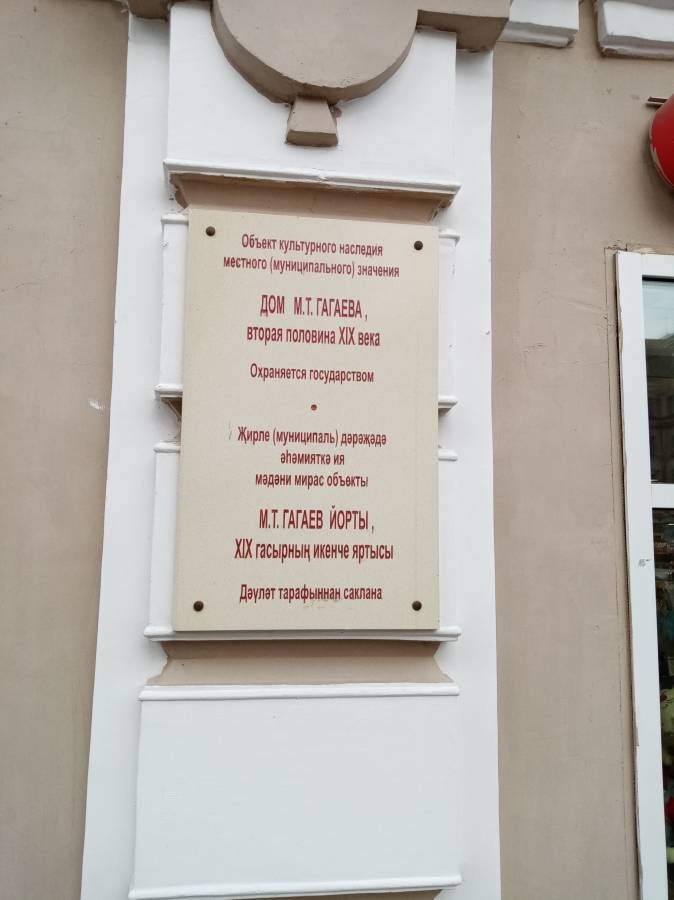 Объект культурного наследия
местного (муниципального) значения
ДОМ М.Т. ГАГАЕВА,
вторая половина XIX века
Охраняется государством
Җирле (муниципаль) дәрәҗәдә
әһәмияткә ия
мәдәни мирас объекты
М.Т. ГАГАЕВ ЙОРТЫ,
XIX гасырның икенче яртысы
Дәүләт тарафыннан саклана